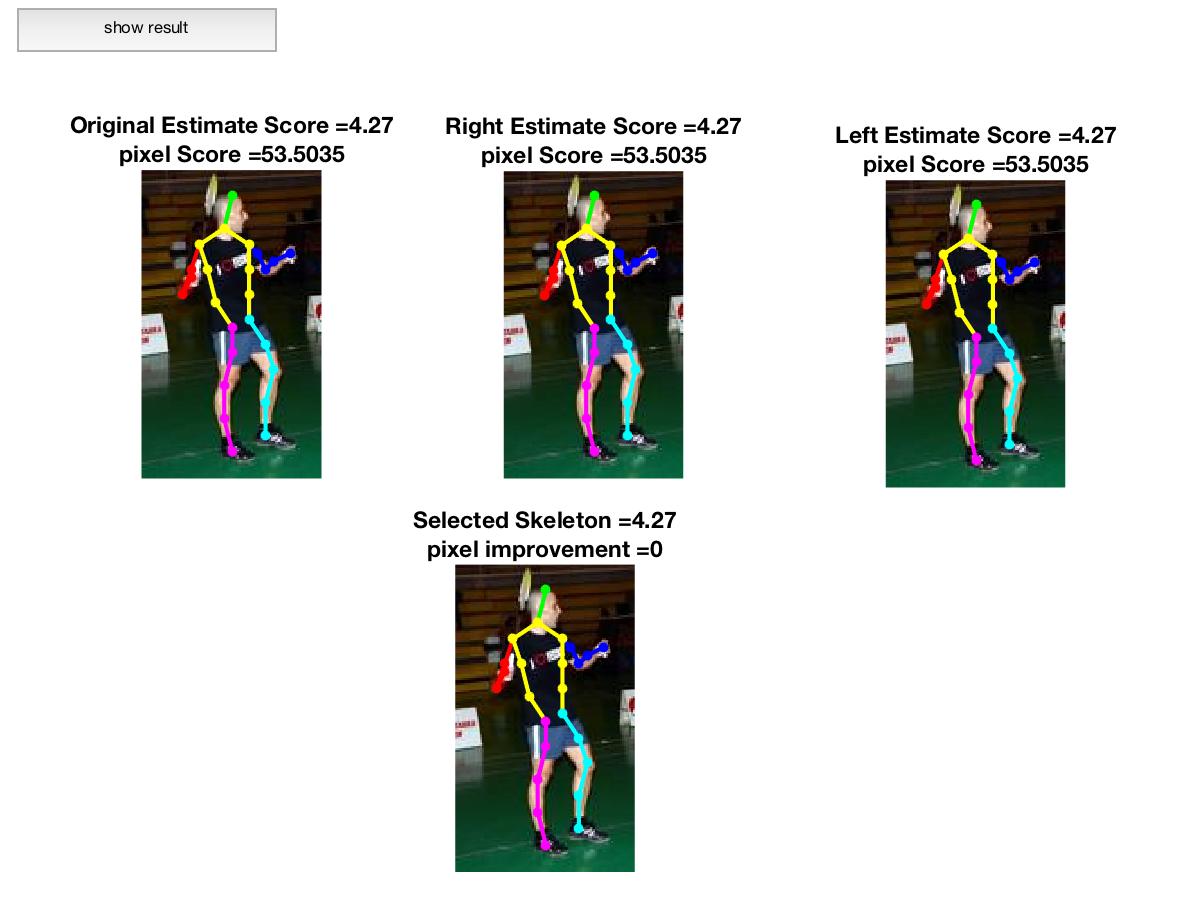 show result
Original Estimate Score =4.27
pixel Score =53.5035
Right Estimate Score =4.27
pixel Score =53.5035
Left Estimate Score =4.27
pixel Score =53.5035
Selected Skeleton =4.27
pixel improvement =0